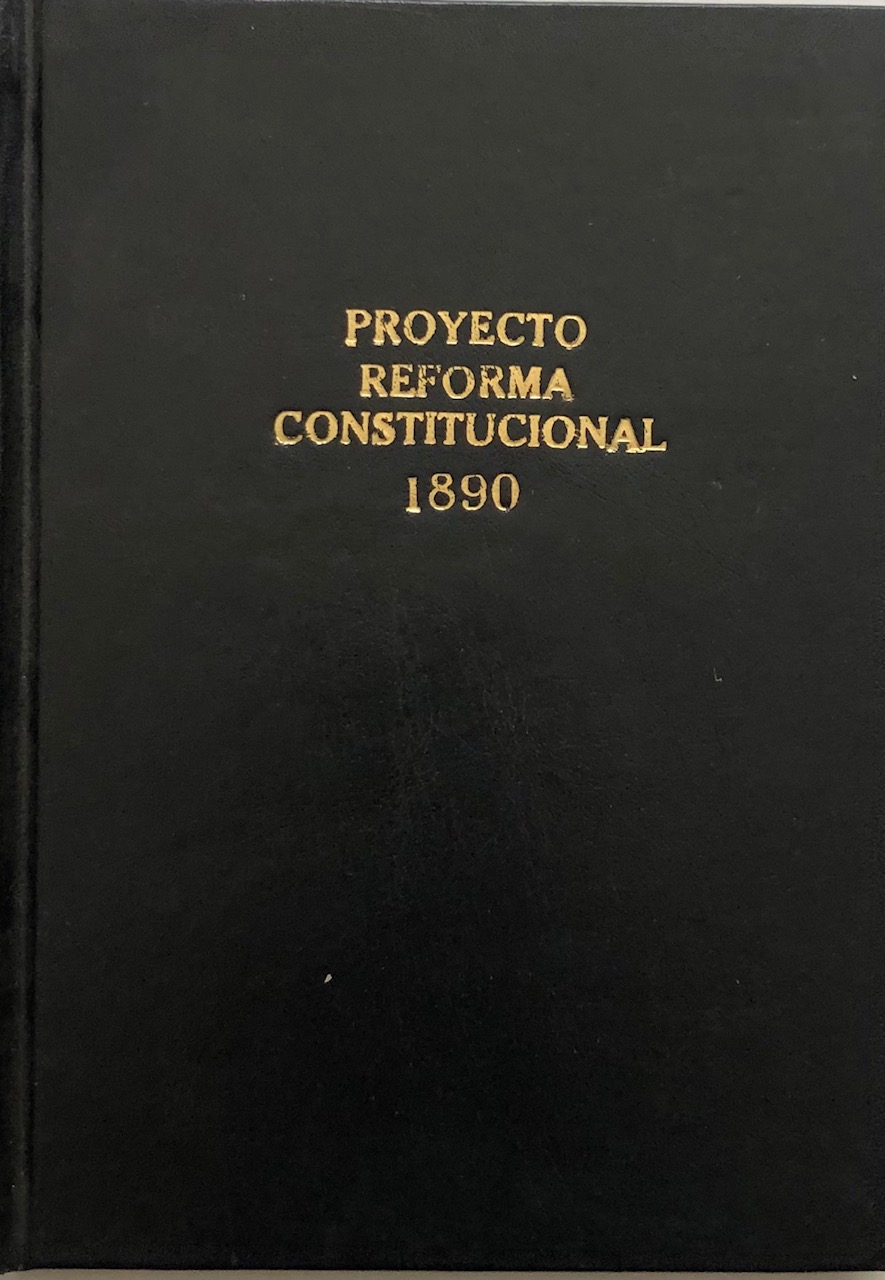 PROYECTO
REFORMA
CONSTITUCIONAL
1890